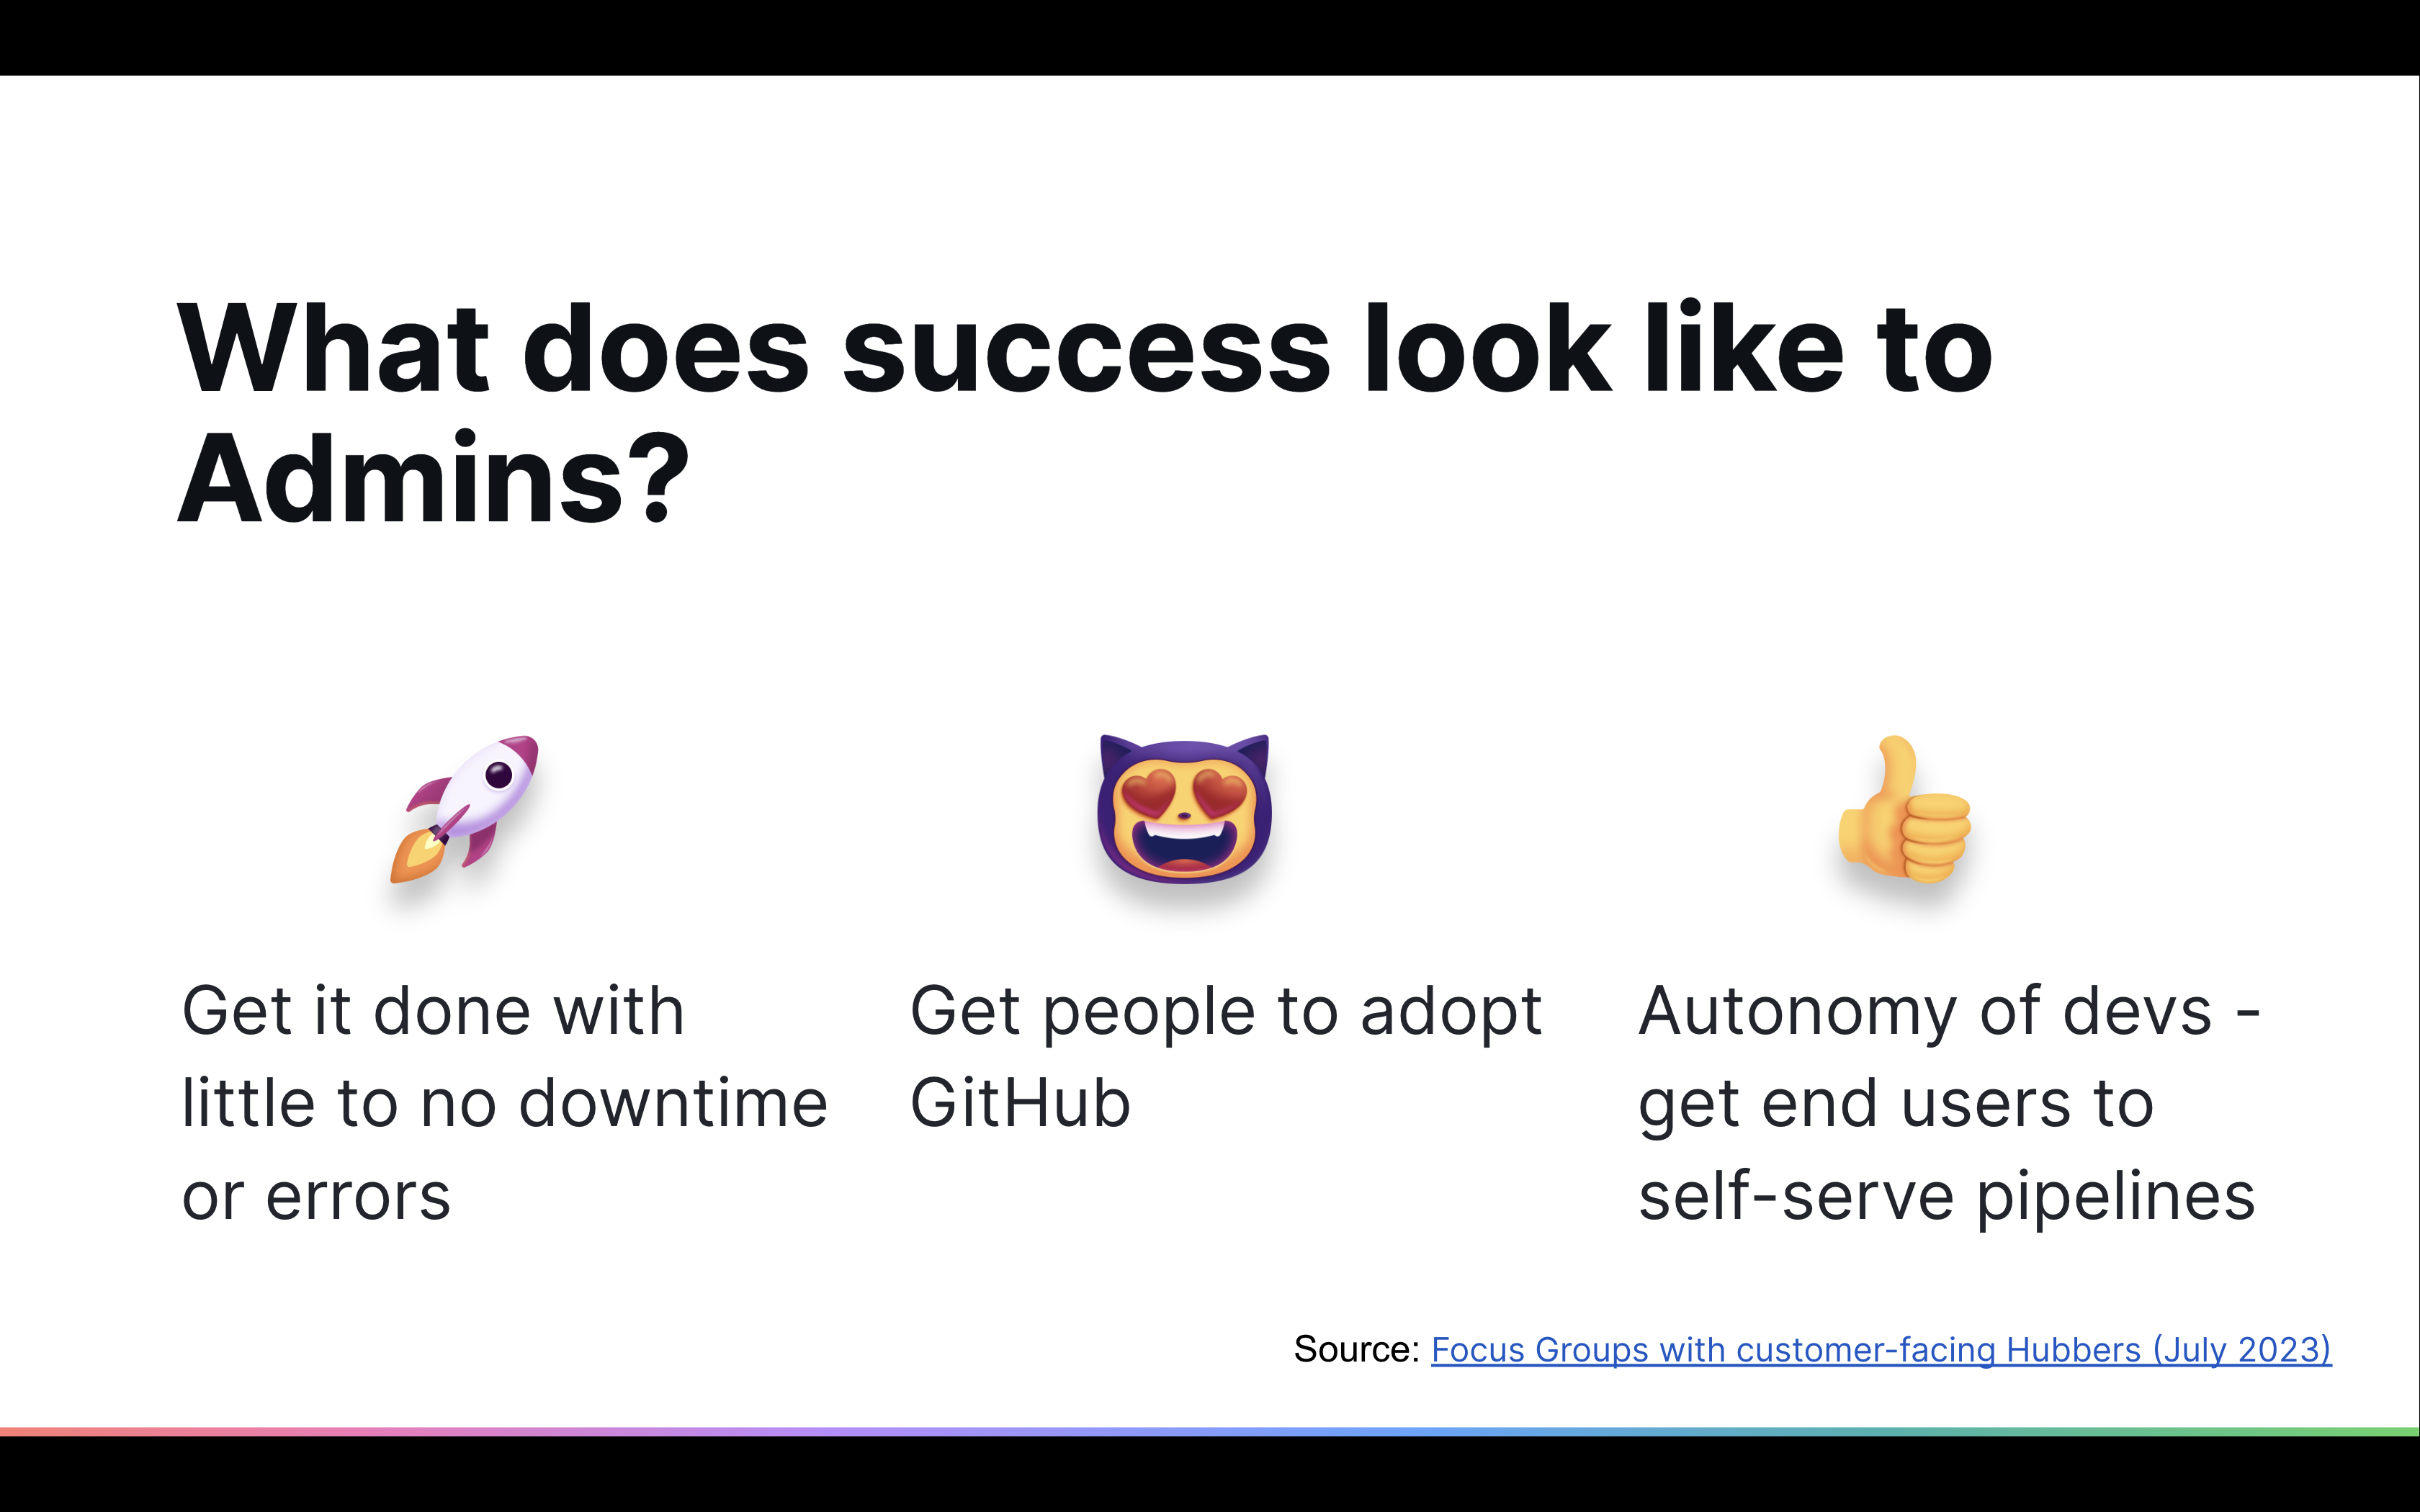 What does success look like to
Admins?
Get it done with
little to no downtime
or errors
Get people to adopt
GitHub
Autonomy of devs -
get end users to
self-serve pipelines
Source: Focus Groups with customer-facing Hubbers (July 2023)